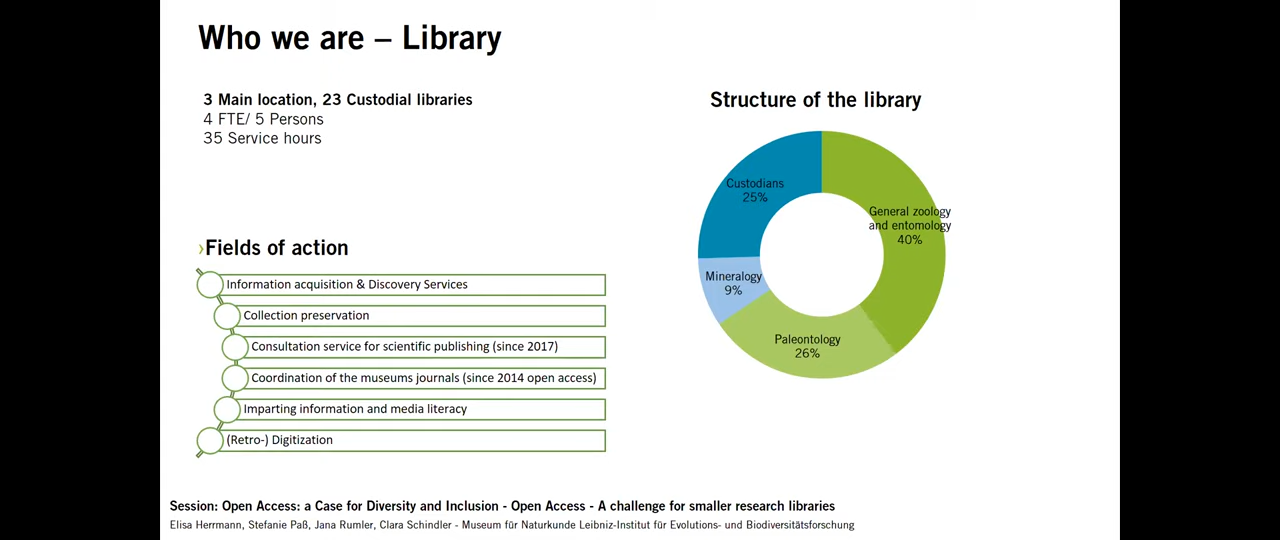 Who we are – Library
3 Main location, 23 Custodial libraries
4 FTE/ 5 Persons
35 Service hours
›Fields of action
Information acquisition & Discovery Services
Collection preservation
Consultation service for scientific publishing (since 2017)
Coordination of the museums journals (since 2014 open access)
Imparting information and media literacy
(Retro-) Digitization
Structure of the library
Custodians
25%
General zoology
and entomology
40%
Mineralogy
9%
Paleontology
26%
Session: Open Access: a Case for Diversity and Inclusion - Open Access - A challenge for smaller research libraries
Elisa Herrmann, Stefanie Paß, Jana Rumler, Clara Schindler - Museum für Naturkunde Leibniz-Institut für Evolutions- und Biodiversitätsforschung